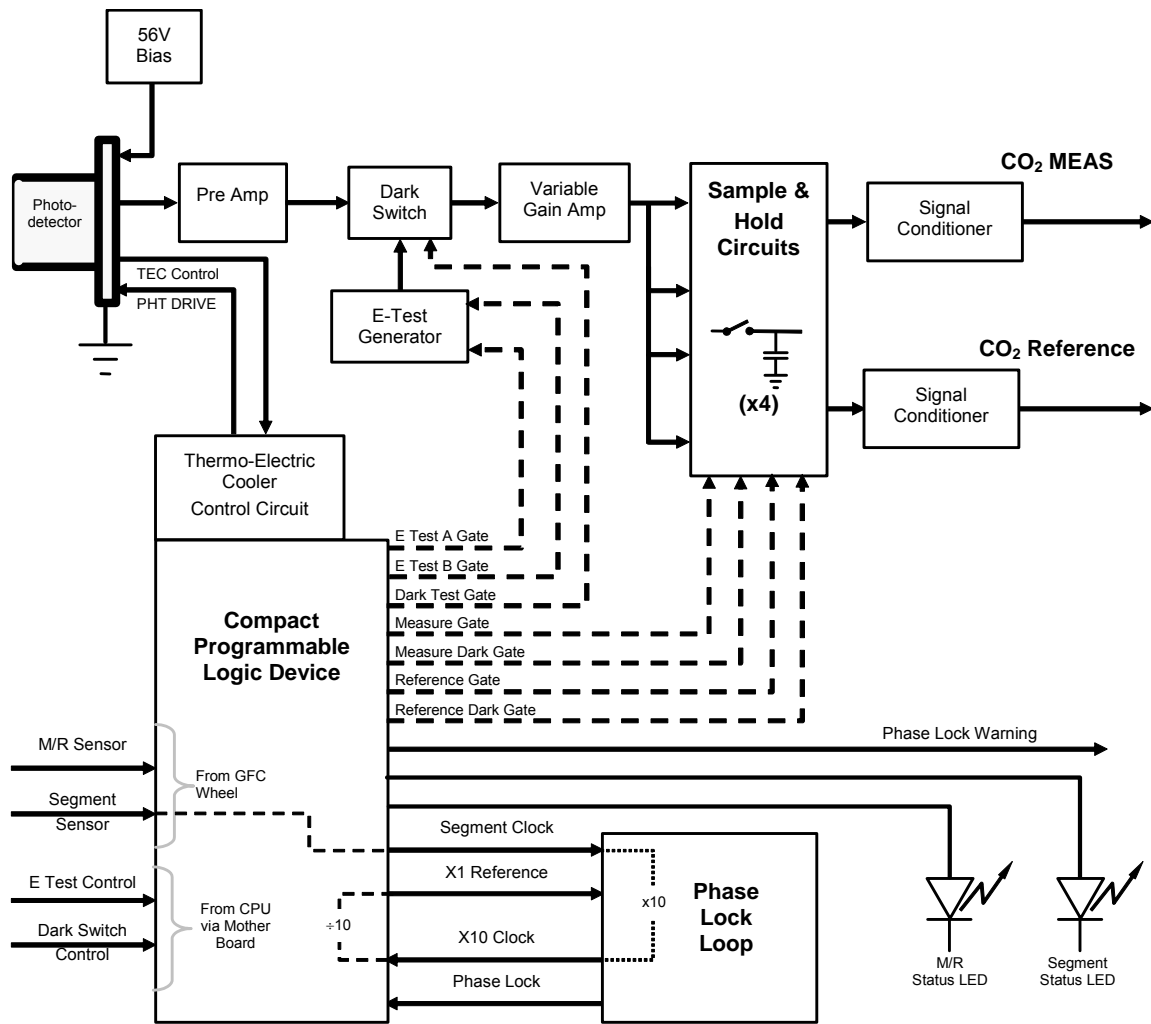 56V
Bias
CO2 MEAS
Photo-
detector
Pre Amp
Dark
Switch
Variable
Gain Amp
Sample &
Hold
Circuits
(x4)
Signal
Conditioner
TEC Control
PHT DRIVE
E-Test
Generator
CO2 Reference
Signal
Conditioner
Thermo-Electric
Cooler
Control Circuit
E Test A Gate
E Test B Gate
Dark Test Gate
Measure Gate
Measure Dark Gate
Reference Gate
Reference Dark Gate
Compact
Programmable
Logic Device
Phase Lock Warning
M/R Sensor
Segment
Sensor
From GFC
Wheel
E Test Control
Dark Switch
Control
From CPU
via Mother
Board
÷10
Segment Clock
X1 Reference
X10 Clock
Phase Lock
x10
Phase
Lock
Loop
M/R
Status LED
Segment
Status LED